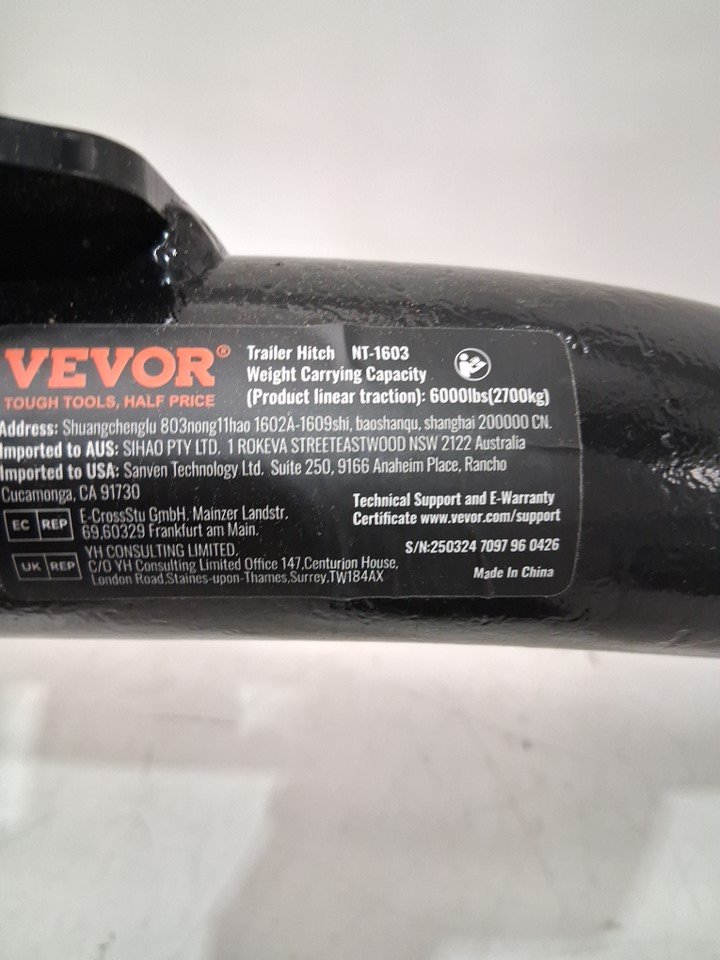 VEVOR®
TOUGH TOOLS, HALF PRICE
Trailer Hitch NT-1603
Weight Carrying Capacity
(Product linear traction): 6000lbs(2700kg)
Address: Shuangchenglu 803nong11hao 1602A-1609shi, baoshanqu, shanghai 200000 CN.
Imported to AUS: SIHAO PTY LTD. 1 ROKEVA STREETEASTWOOD NSW 2122 Australia
Imported to USA: Sanven Technology Ltd. Suite 250, 9166 Anaheim Place, Rancho
Cucamonga, CA 91730
EC REP
E-CrossStu GmbH. Mainzer Landstr.
69,60329 Frankfurt am Main.
UK REP
YH CONSULTING LIMITED.
C/O YH Consulting Limited Office 147,Centurion House,
London Road,Staines-upon-Thames,Surrey,TW184AX
Technical Support and E-Warranty
Certificate www.vevor.com/support
S/N:250324 7097 96 0426
Made In China